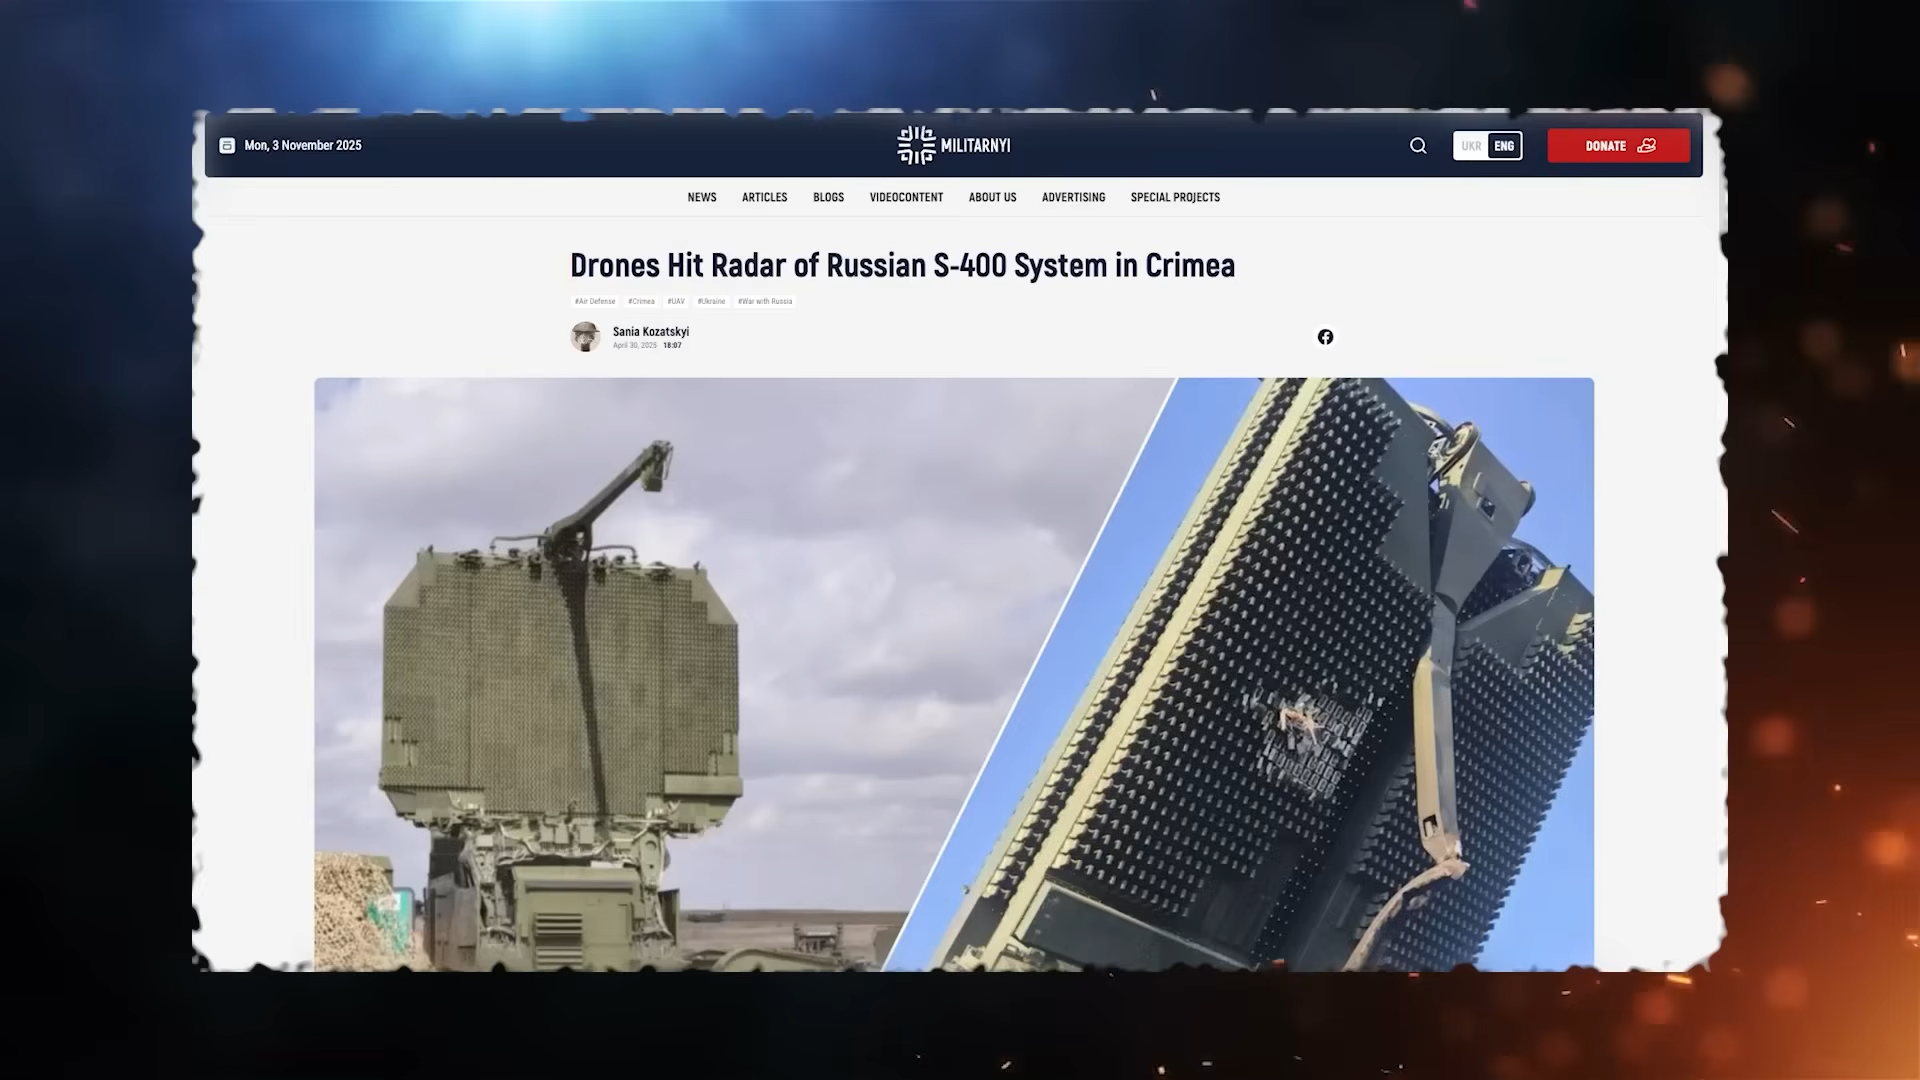 Mon, 3 November 2025
MILITARNYI
UKR ENG
DONATE
NEWS ARTICLES BLOGS VIDEOCONTENT ABOUT US ADVERTISING SPECIAL PROJECTS
Drones Hit Radar of Russian S-400 System in Crimea
#Air Defense #Crimea #UAV #Ukraine #War with Russia
Sania Kozatskyi
April 30, 2025 18:07